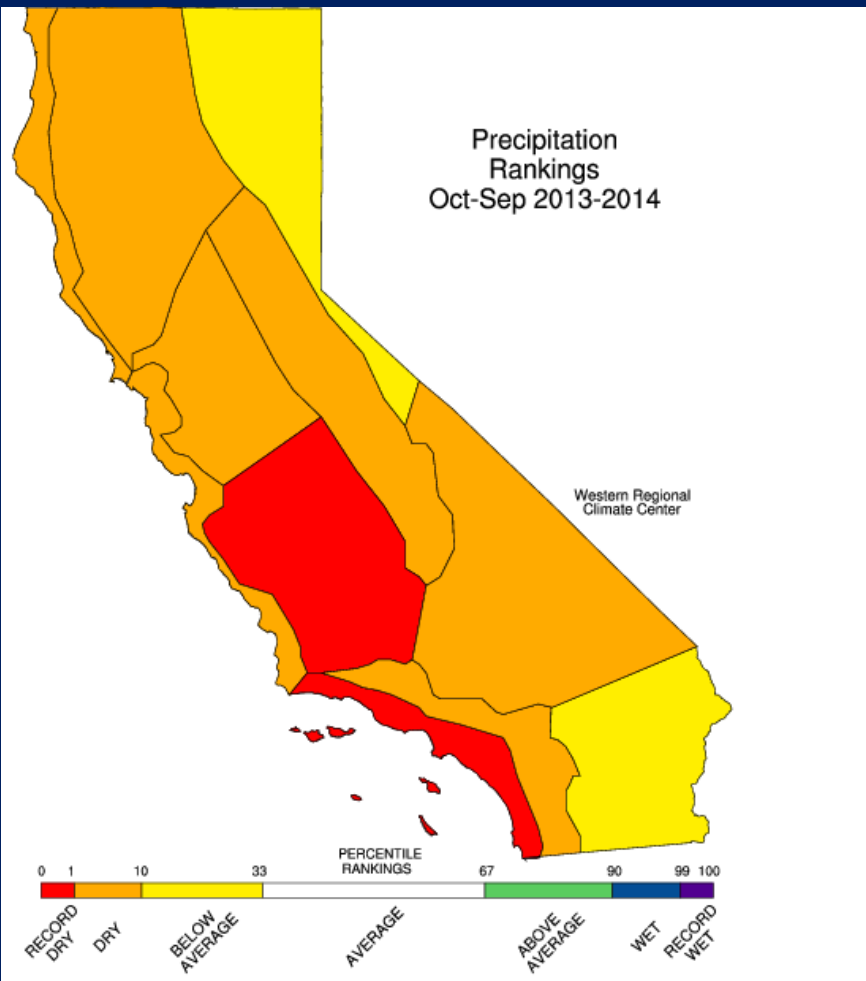 Precipitation
Rankings
Oct-Sep 2013-2014
Western Regional
Climate Center
PERCENTILE
RANKINGS
0 1 10 33 67 90 99 100
RECORD
DRY
DRY
BELOW
AVERAGE
AVERAGE
ABOVE
AVERAGE
WET
RECORD
WET